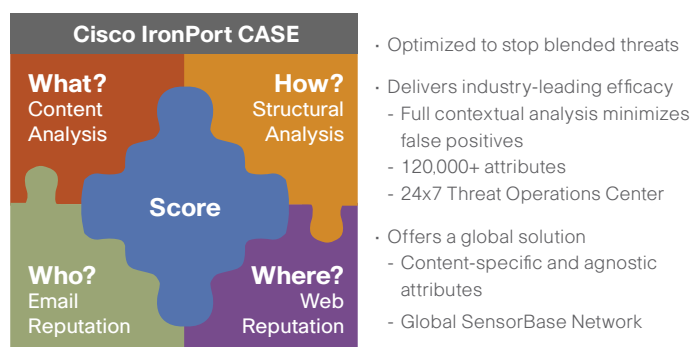 Cisco IronPort CASE
What?
Content
Analysis
How?
Structural
Analysis
Score
Who?
Email
Reputation
Where?
Web
Reputation
· Optimized to stop blended threats
· Delivers industry-leading efficacy
- Full contextual analysis minimizes
false positives
- 120,000+ attributes
- 24x7 Threat Operations Center
· Offers a global solution
- Content-specific and agnostic
attributes
- Global SensorBase Network